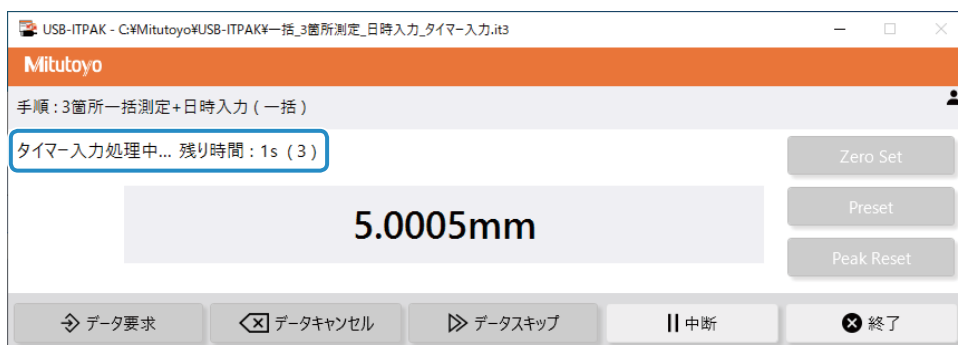 USB-ITPAK - C:¥Mitutoyo¥USB-ITPAK¥一括_3箇所測定_日時入力_タイマー入力.it3
Mitutoyo
手順 : 3箇所一括測定+日時入力 ( 一括 )
タイマー入力処理中... 残り時間 : 1s ( 3 )
Zero Set
5.0005mm
Preset
Peak Reset
データ要求 データキャンセル データスキップ 中断 終了